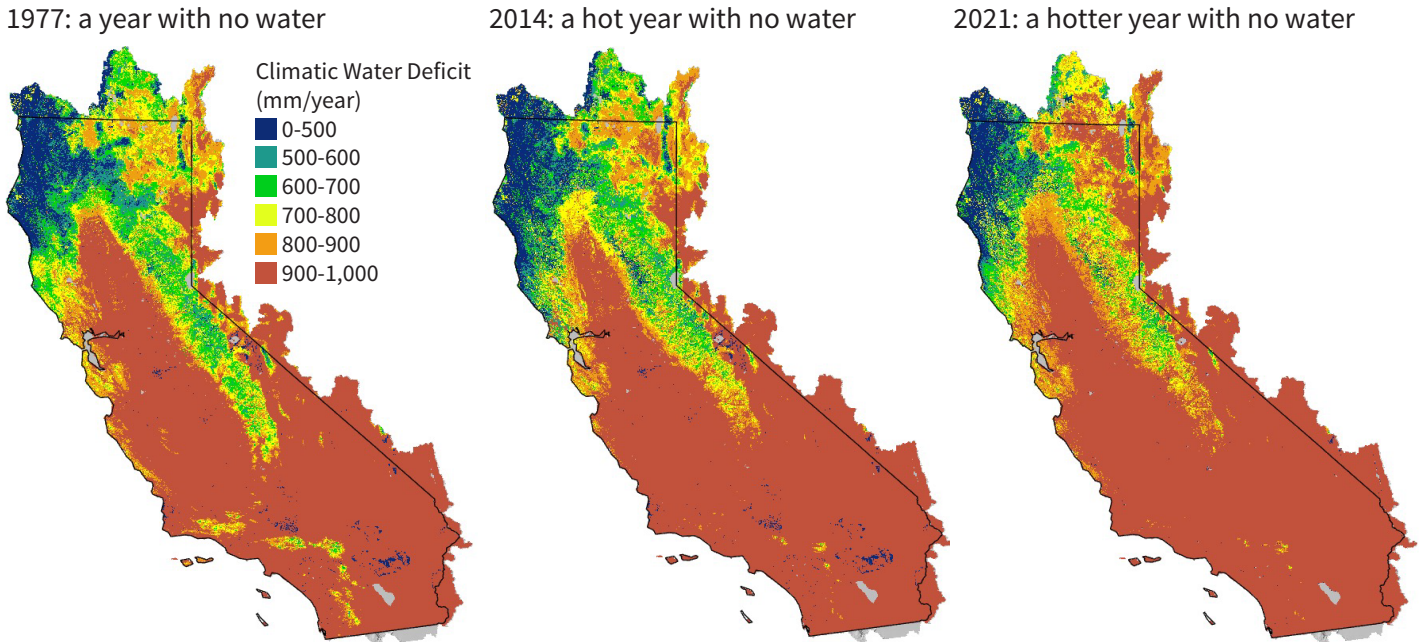 1977: a year with no water
2014: a hot year with no water
2021: a hotter year with no water
Climatic Water Deficit
(mm/year)
0-500
500-600
600-700
700-800
800-900
900-1,000